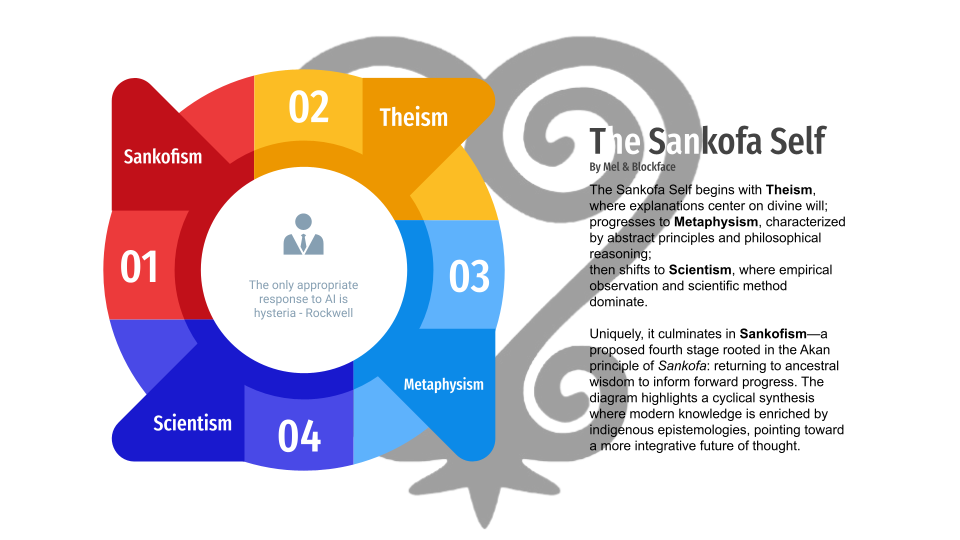 02
Theism
Sankofism
01
03
The only appropriate
response to AI is
hysteria - Rockwell
Metaphysism
Scientism
04
The Sankofa Self
By Mel & Blockface
The Sankofa Self begins with Theism,
where explanations center on divine will;
progresses to Metaphysism, characterized
by abstract principles and philosophical
reasoning;
then shifts to Scientism, where empirical
observation and scientific method
dominate.
Uniquely, it culminates in Sankofism—a
proposed fourth stage rooted in the Akan
principle of Sankofa: returning to ancestral
wisdom to inform forward progress. The
diagram highlights a cyclical synthesis
where modern knowledge is enriched by
indigenous epistemologies, pointing toward
a more integrative future of thought.